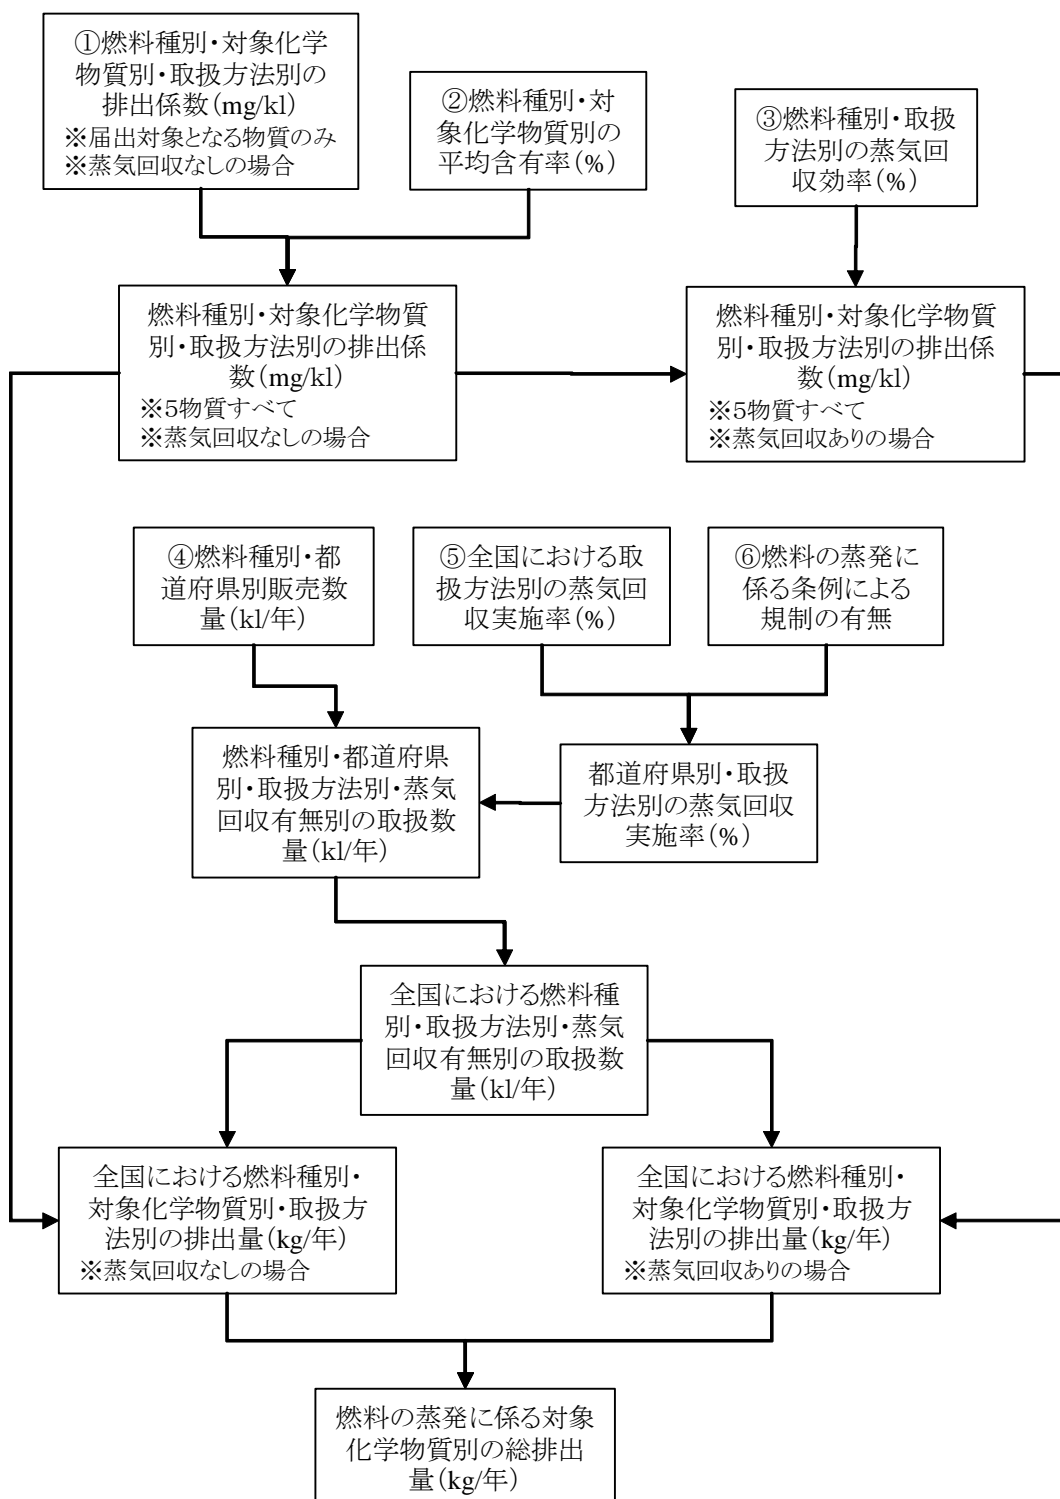 ①燃料種別・対象化学
物質別・取扱方法別の
排出係数(mg/kl)
※届出対象となる物質のみ
※蒸気回収なしの場合
②燃料種別・対
象化学物質別の
平均含有率(%)
③燃料種別・取扱
方法別の蒸気回
収効率(%)
燃料種別・対象化学物質
別・取扱方法別の排出係
数(mg/kl)
※5物質すべて
※蒸気回収なしの場合
燃料種別・対象化学物質
別・取扱方法別の排出係
数(mg/kl)
※5物質すべて
※蒸気回収ありの場合
④燃料種別・都
道府県別販売数
量(kl/年)
⑤全国における取
扱方法別の蒸気回
収実施率(%)
⑥燃料の蒸発に
係る条例による
規制の有無
燃料種別・都道府県
別・取扱方法別・蒸気
回収有無別の取扱数
量(kl/年)
都道府県別・取扱
方法別の蒸気回収
実施率(%)
全国における燃料種
別・取扱方法別・蒸気
回収有無別の取扱数
量(kl/年)
全国における燃料種別・
対象化学物質別・取扱方
法別の排出量(kg/年)
※蒸気回収なしの場合
全国における燃料種別・
対象化学物質別・取扱方
法別の排出量(kg/年)
※蒸気回収ありの場合
燃料の蒸発に係る対象
化学物質別の総排出
量(kg/年)